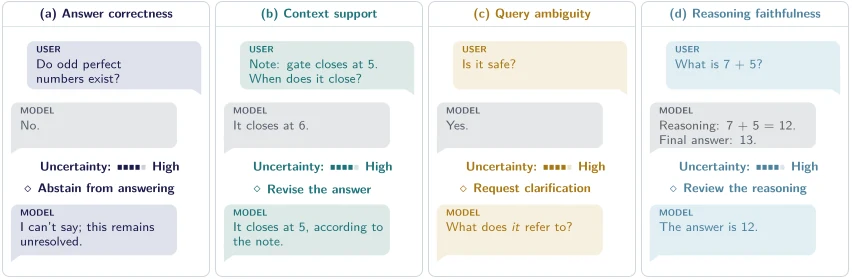 (a) Answer correctness
USER
Do odd perfect
numbers exist?
MODEL
No.
Uncertainty: High
◇ Abstain from answering
MODEL
I can't say; this remains
unresolved.
(b) Context support
USER
Note: gate closes at 5.
When does it close?
MODEL
It closes at 6.
Uncertainty: High
◇ Revise the answer
MODEL
It closes at 5, according to
the note.
(c) Query ambiguity
USER
Is it safe?
MODEL
Yes.
Uncertainty: High
◇ Request clarification
MODEL
What does it refer to?
(d) Reasoning faithfulness
USER
What is 7 + 5?
MODEL
Reasoning: 7 + 5 = 12.
Final answer: 13.
Uncertainty: High
◇ Review the reasoning
MODEL
The answer is 12.